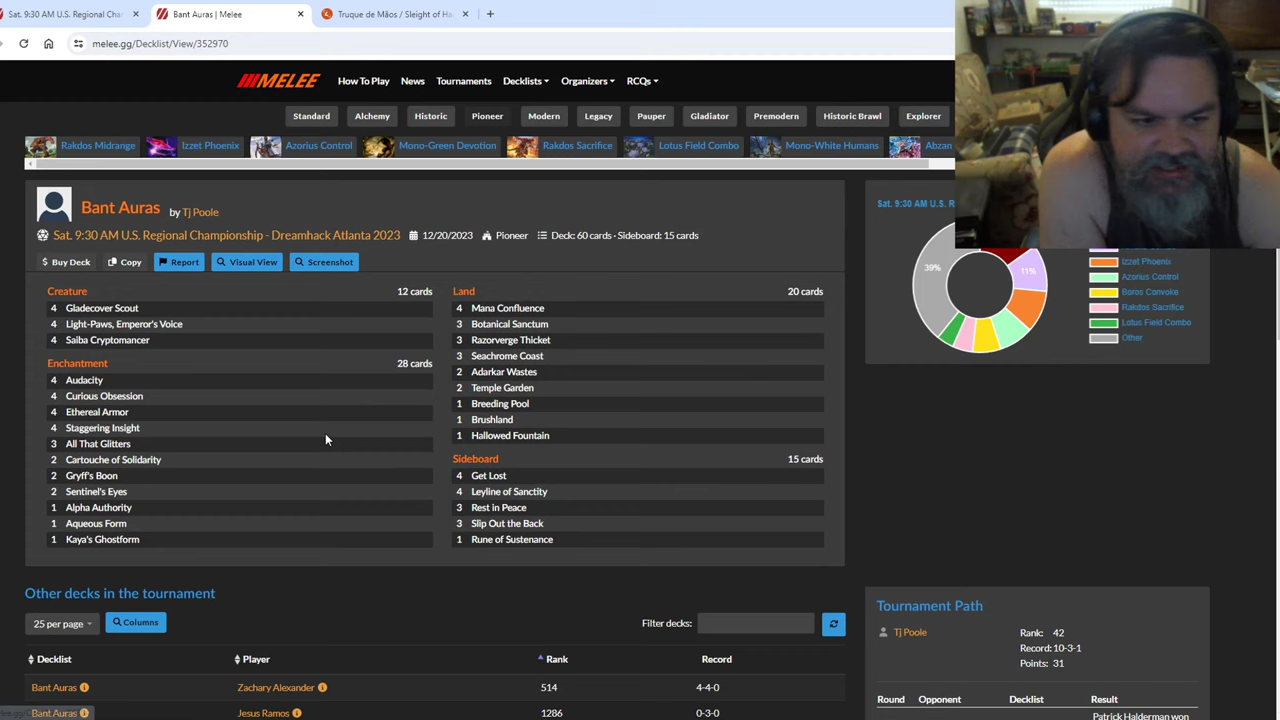 Sat. 9:30 AM U.S. Regional Cha
Bant Auras | Melee
Truque de Mãos / Sleight of Han
melee.gg/Decklist/View/352970
MELEE
How To Play
News
Tournaments
Decklists
Organizers
RCQs
Standard
Alchemy
Historic
Pioneer
Modern
Legacy
Pauper
Gladiator
Premodern
Historic Brawl
Explorer
Rakdos Midrange
Izzet Phoenix
Azorius Control
Mono-Green Devotion
Rakdos Sacrifice
Lotus Field Combo
Mono-White Humans
Abzan
Bant Auras by Tj Poole
Sat. 9:30 AM U.S. Regional Championship - Dreamhack Atlanta 2023 12/20/2023 Pioneer Deck: 60 cards - Sideboard: 15 cards
$ Buy Deck
Copy
Report
Visual View
Screenshot
Creature 12 cards
4 Gladecover Scout
4 Light-Paws, Emperor's Voice
4 Saiba Cryptomancer
Enchantment 28 cards
4 Audacity
4 Curious Obsession
4 Ethereal Armor
4 Staggering Insight
3 All That Glitters
2 Cartouche of Solidarity
2 Gryff's Boon
2 Sentinel's Eyes
1 Alpha Authority
1 Aqueous Form
1 Kaya's Ghostform
Land 20 cards
4 Mana Confluence
3 Botanical Sanctum
3 Razorverge Thicket
3 Seachrome Coast
2 Adarkar Wastes
2 Temple Garden
1 Breeding Pool
1 Brushland
1 Hallowed Fountain
Sideboard 15 cards
4 Get Lost
4 Leyline of Sanctity
3 Rest in Peace
3 Slip Out the Back
1 Rune of Sustenance
Sat. 9:30 AM U.S. R
39%
11%
Izzet Phoenix
Azorius Control
Boros Convoke
Rakdos Sacrifice
Lotus Field Combo
Other
Other decks in the tournament
25 per page
Columns
Filter decks:
Decklist Player Rank Record
Bant Auras Zachary Alexander 514 4-4-0
Bant Auras Jesus Ramos 1286 0-3-0
Tournament Path
Tj Poole
Rank: 42
Record: 10-3-1
Points: 31
Round Opponent Decklist Result
Patrick Halderman won